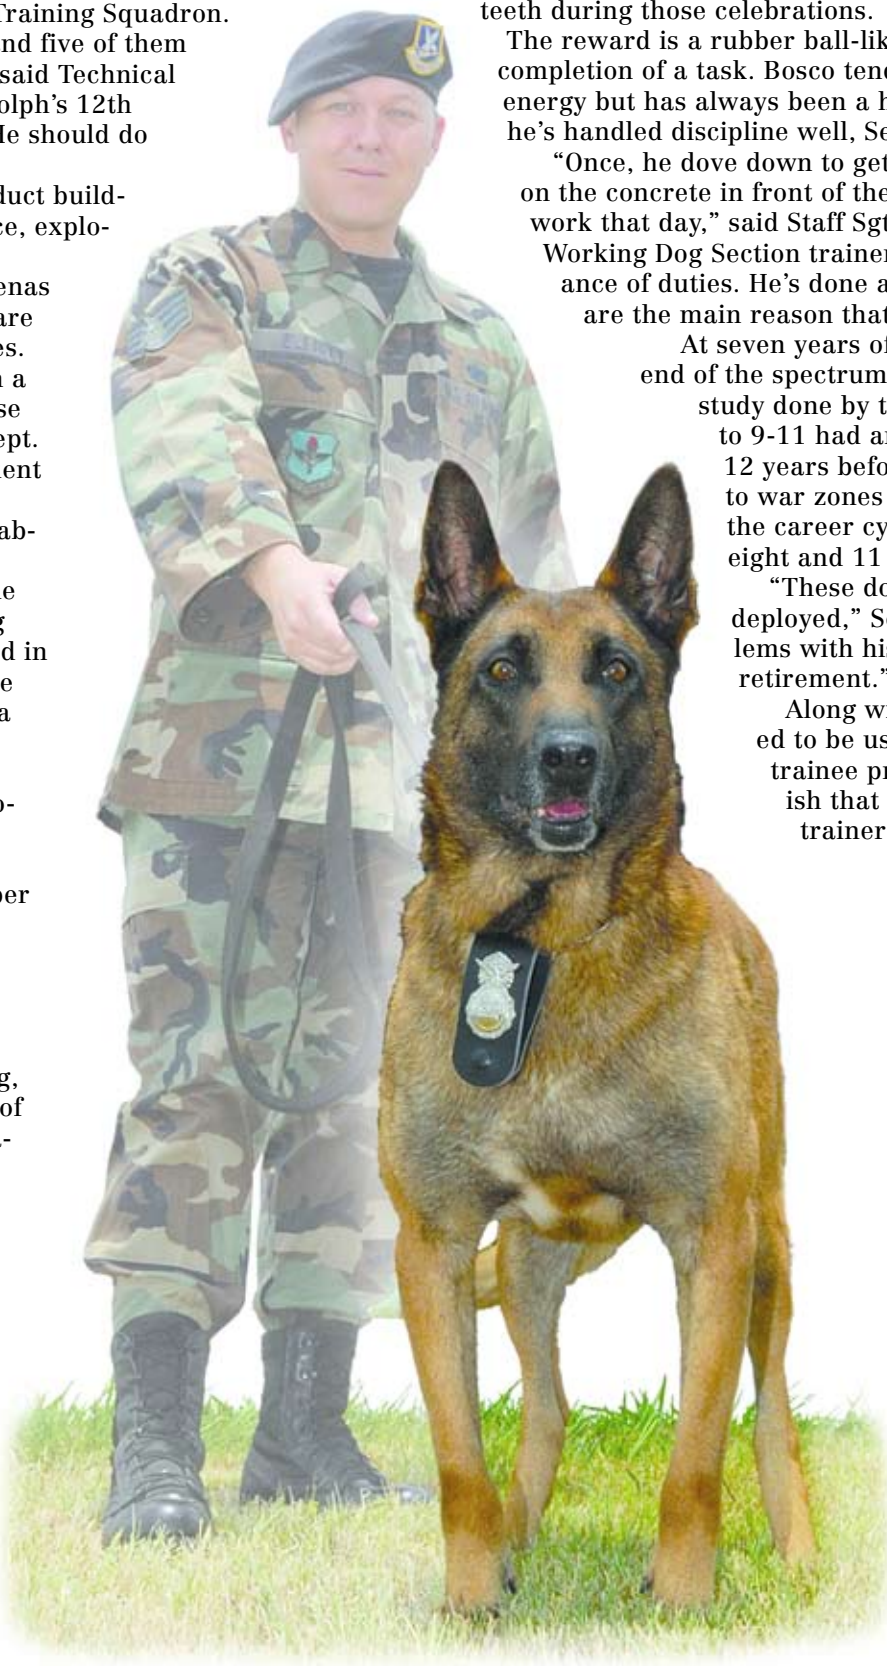 Training Squadron.
nd five of them
said Technical
olph's 12th
He should do
duct build-
ce, explo-
enas
are
es.
n a
se
ept.
ent
ab-
e
g
d in
e
a
o-
per
g,
of
-
teeth during those celebrations.
The reward is a rubber ball-lik
completion of a task. Bosco tend
energy but has always been a h
he's handled discipline well, Se
“Once, he dove down to get
on the concrete in front of the
work that day,” said Staff Sgt
Working Dog Section trainer
ance of duties. He's done a
are the main reason that
At seven years of
end of the spectrum
study done by t
to 9-11 had a
12 years befo
to war zones
the career cy
eight and 11
“These do
deployed,” S
lems with his
retirement.”
Along wi
ed to be us
trainee pr
ish that
trainer